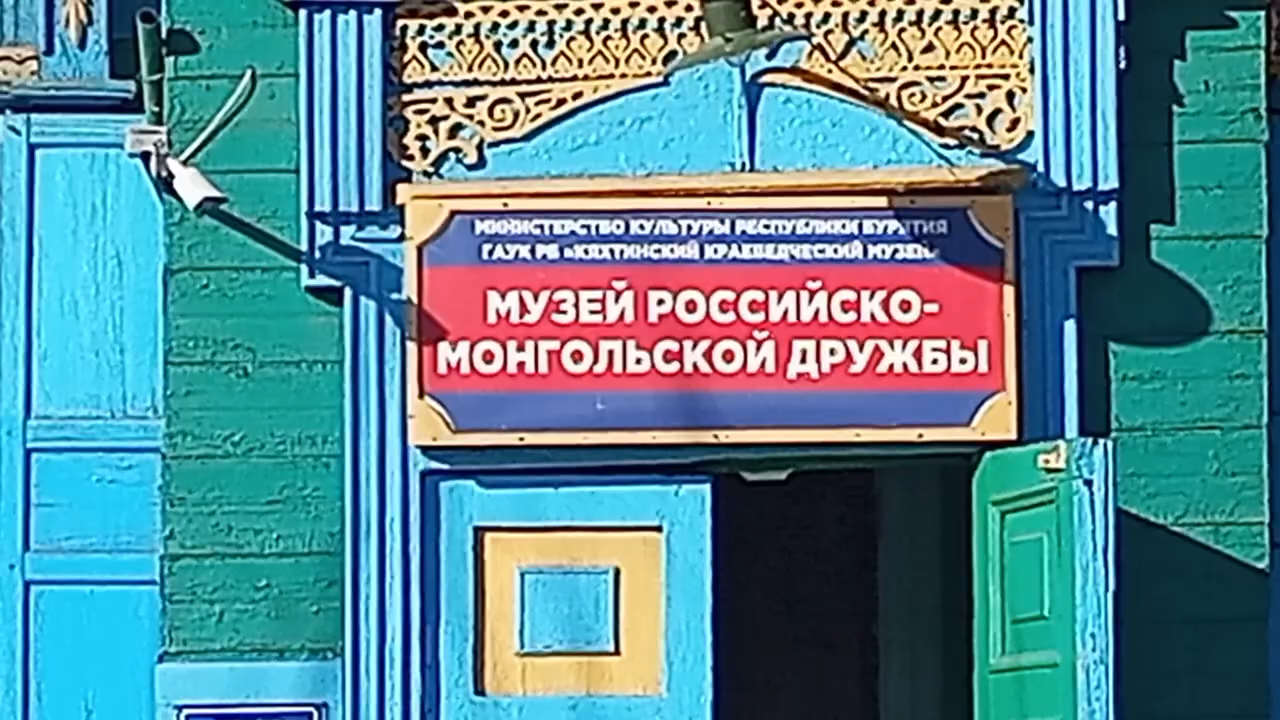 МИНИСТЕРСТВО КУЛЬТУРЫ РЕСПУБЛИКИ БУРЯТИЯ
ГАУК РБ «КЯХТИНСКИЙ КРАЕВЕДЧЕСКИЙ МУЗЕЙ»
МУЗЕЙ РОССИЙСКО-
МОНГОЛЬСКОЙ ДРУЖБЫ